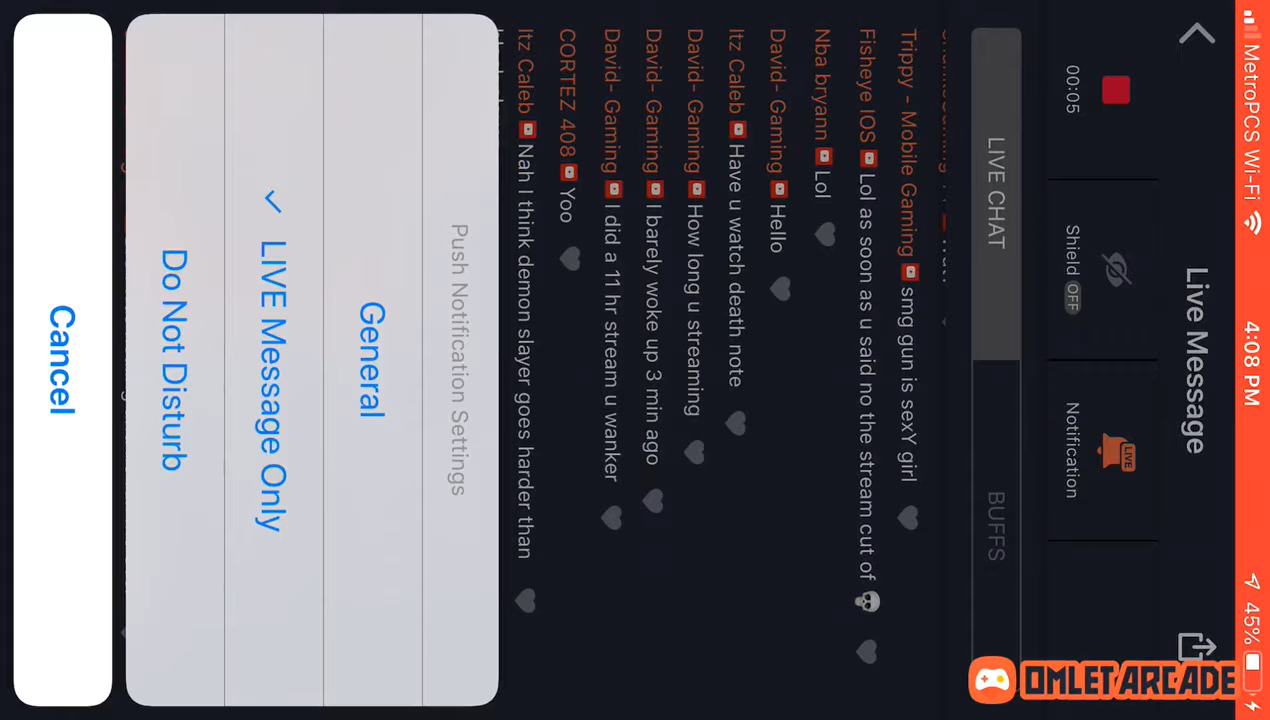 MetroPCS Wi-Fi 4:08 PM 45%
Live Message
00:05
Shield OFF
Notification
LIVE
LIVE CHAT
BUFFS
Trippy - Mobile Gaming smg gun is sexY girl
Fisheye IOS Lol as soon as u said no the stream cut of
Nba bryann Lol
David- Gaming Hello
Itz Caleb Have u watch death note
David- Gaming How long u streaming
David- Gaming I barely woke up 3 min ago
David- Gaming I did a 11 hr stream u wanker
CORTEZ 408 Yoo
Itz Caleb Nah I think demon slayer goes harder than
Push Notification Settings
General
LIVE Message Only
Do Not Disturb
Cancel
OMLET ARCADE